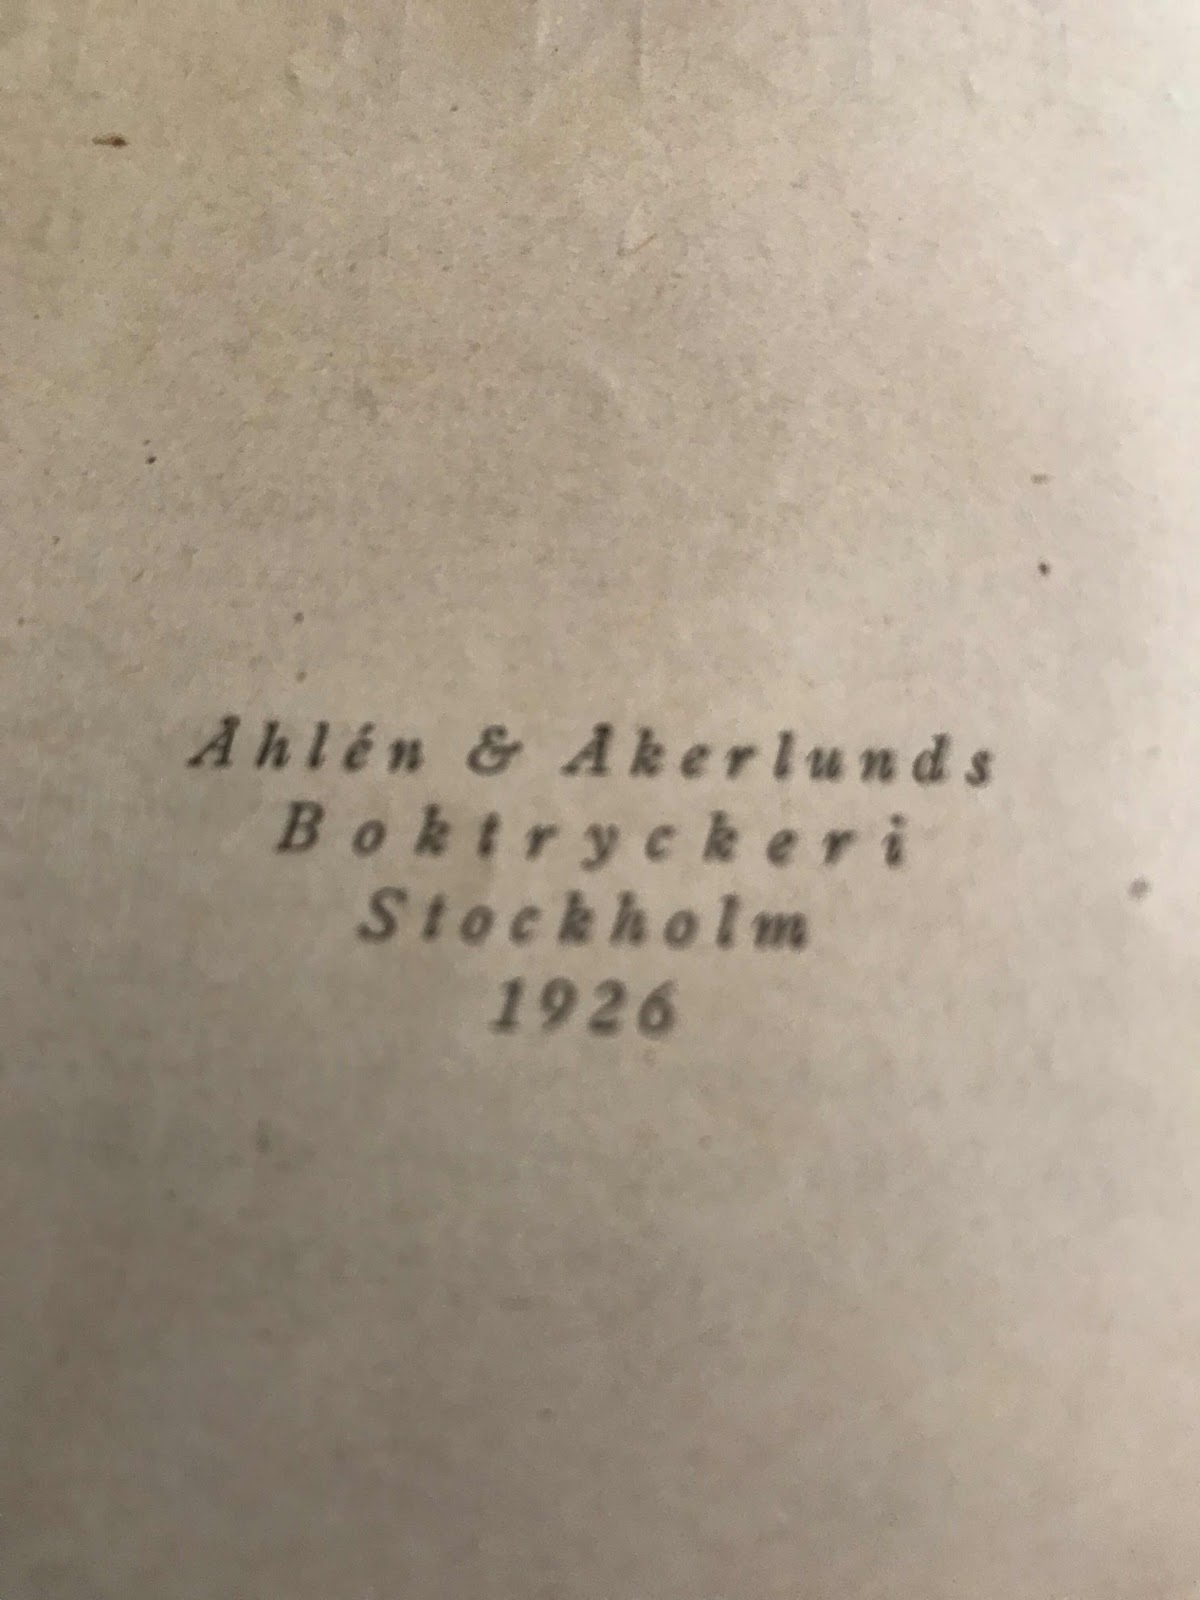 Åhlén & Åkerlunds
Boktryckeri
Stockholm
1926